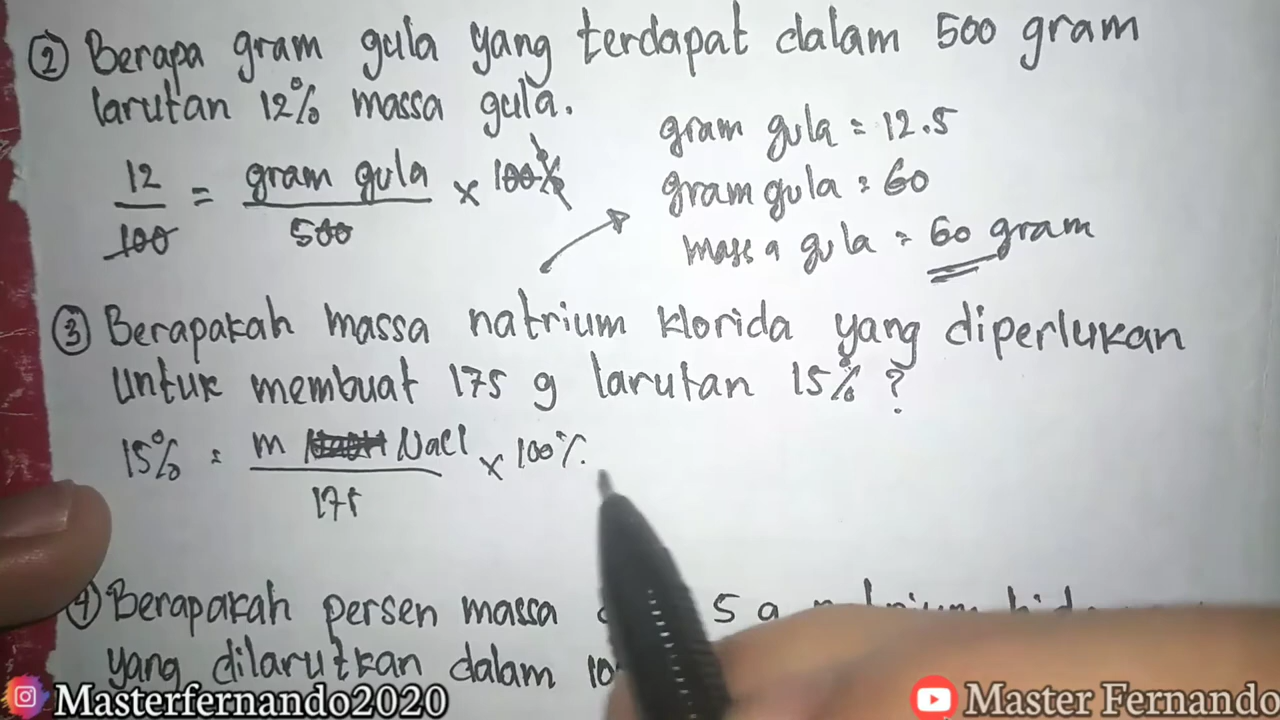 ② Berapa gram gula yang terdapat dalam 500 gram
larutan 12% massa gula.
12/100 = gram gula/500 x 100%
gram gula = 12.5
gram gula = 60
massa gula = 60 gram
③ Berapakah massa natrium klorida yang diperlukan
untuk membuat 175 g larutan 15% ?
15% = m NaCl/175 x 100%
④ Berapakah persen massa 5 g
yang dilarutkan dalam 10
Masterfernando2020
Master Fernando